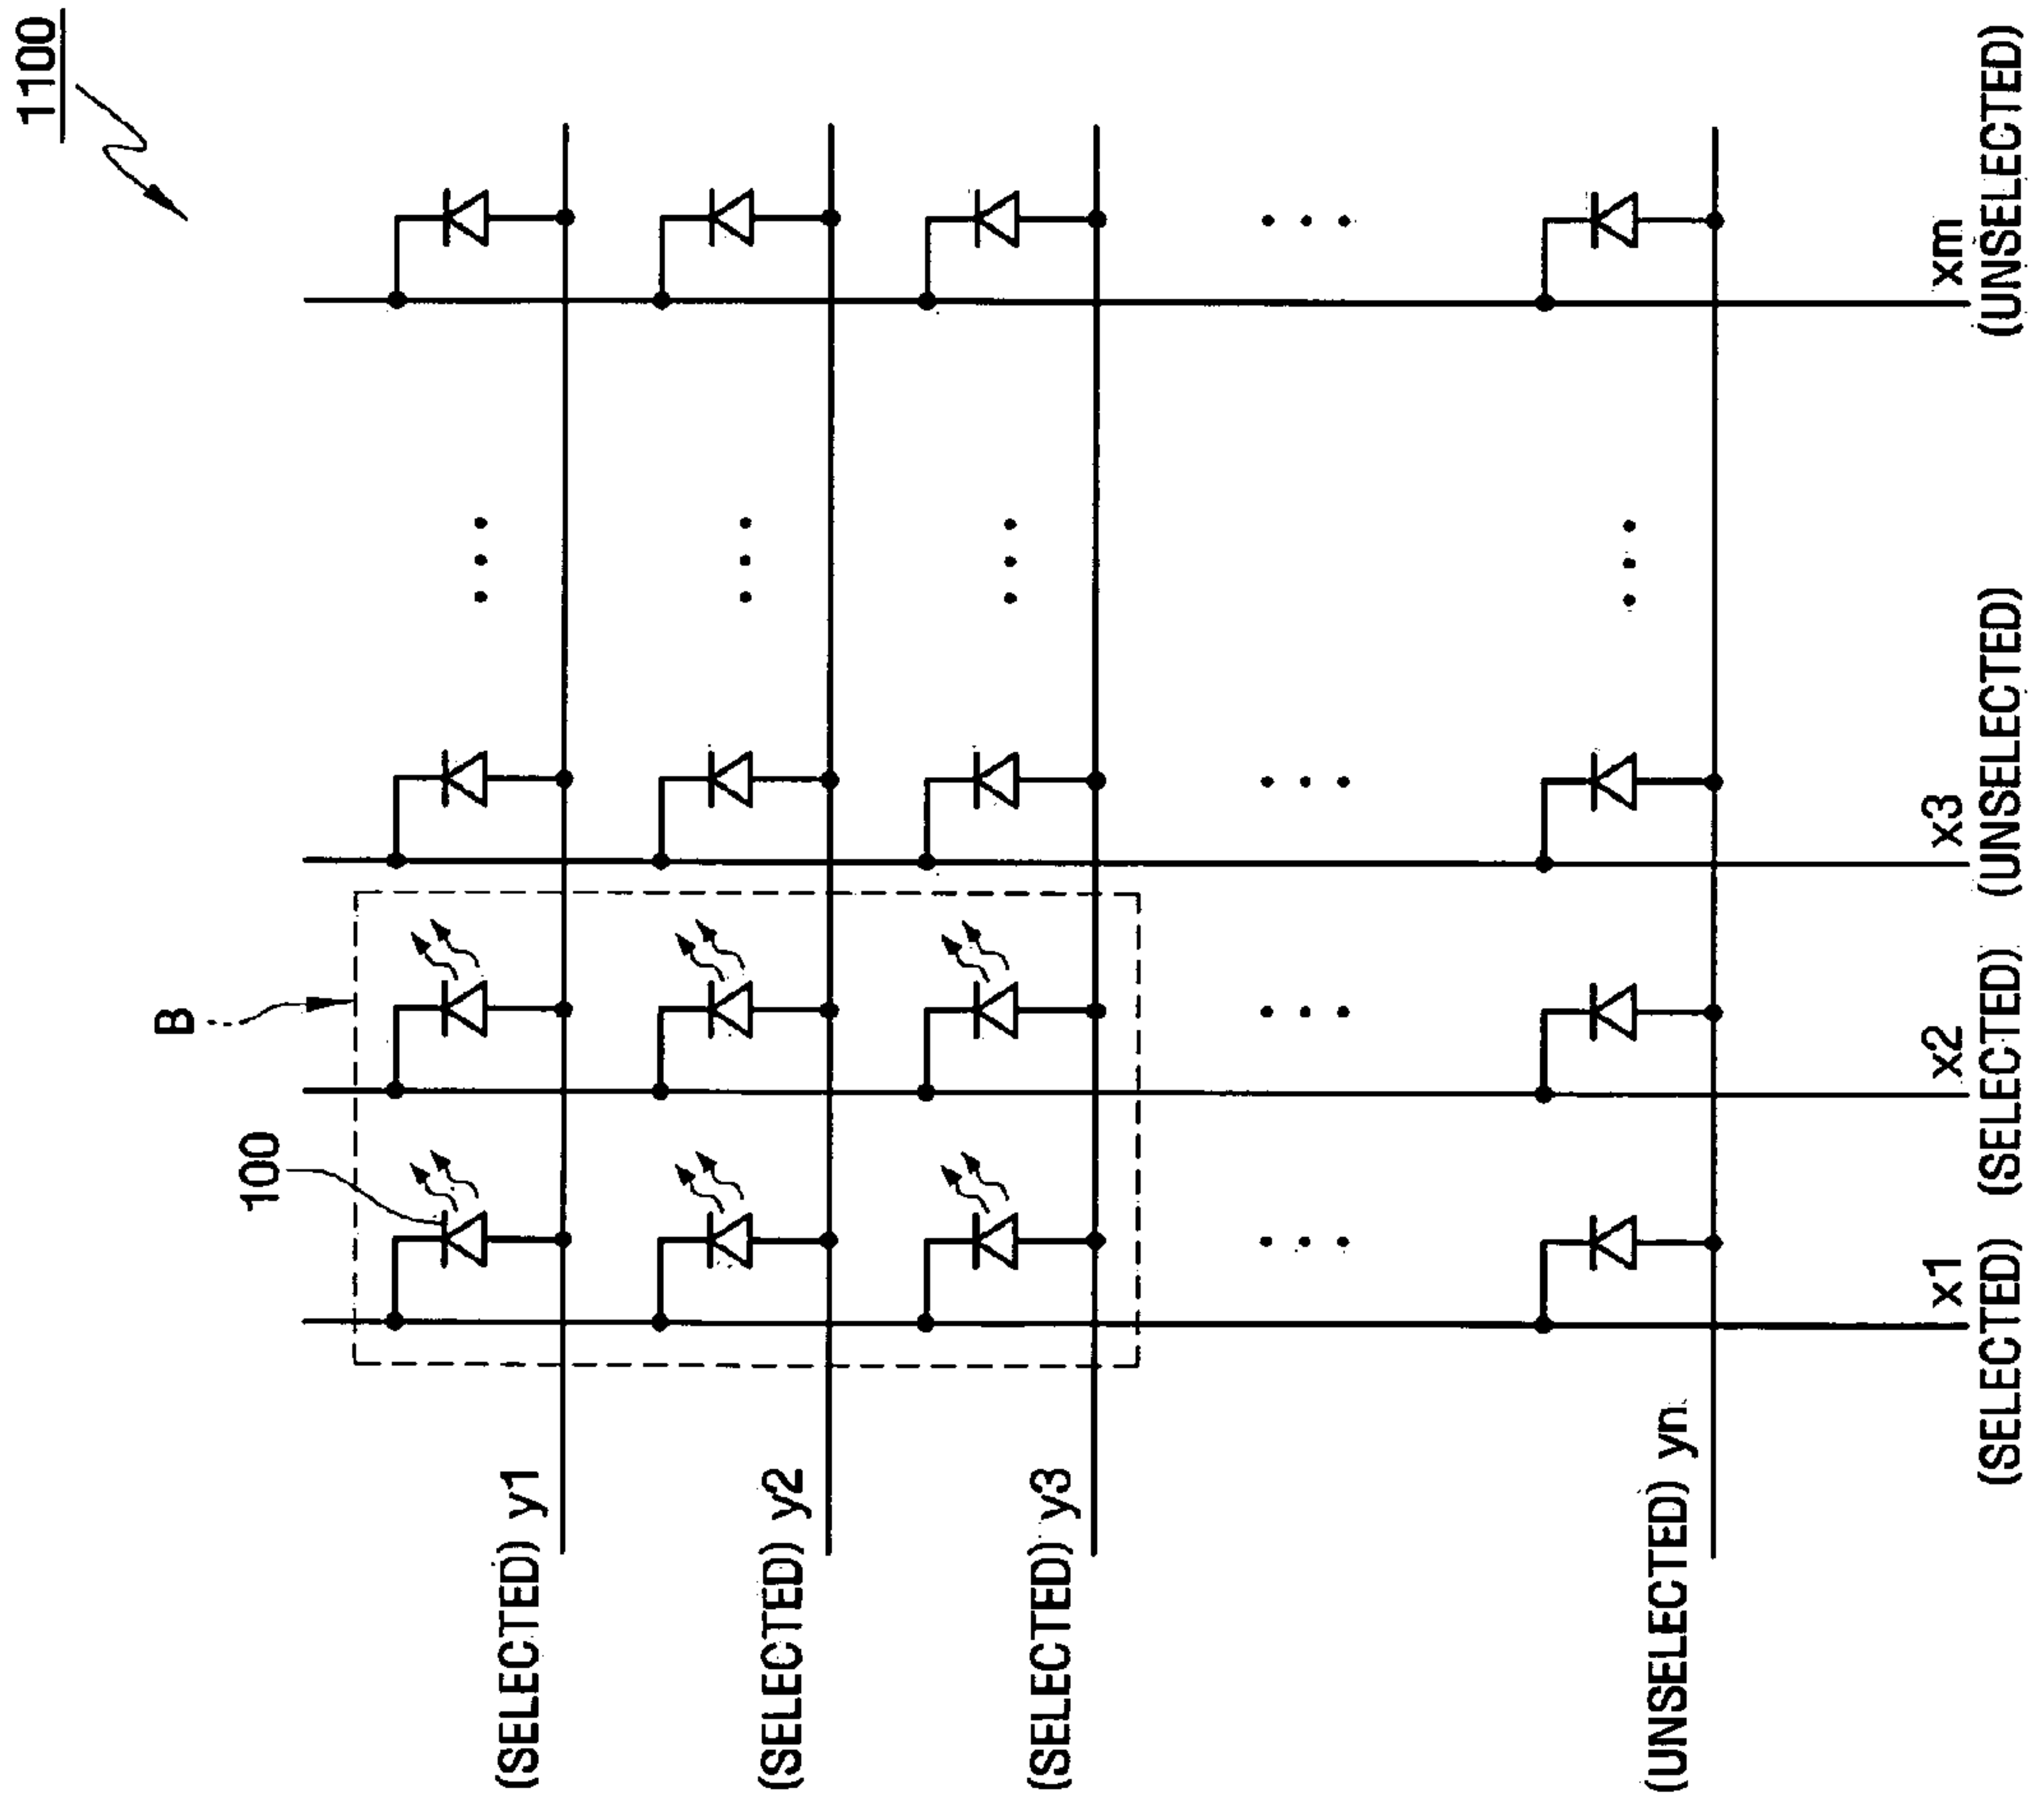 1100
B
100
(SELECTED) y1
(SELECTED) y2
(SELECTED) y3
(UNSELECTED) yn
x1
(SELECTED)
x2
(SELECTED)
x3
(UNSELECTED)
xm
(UNSELECTED)